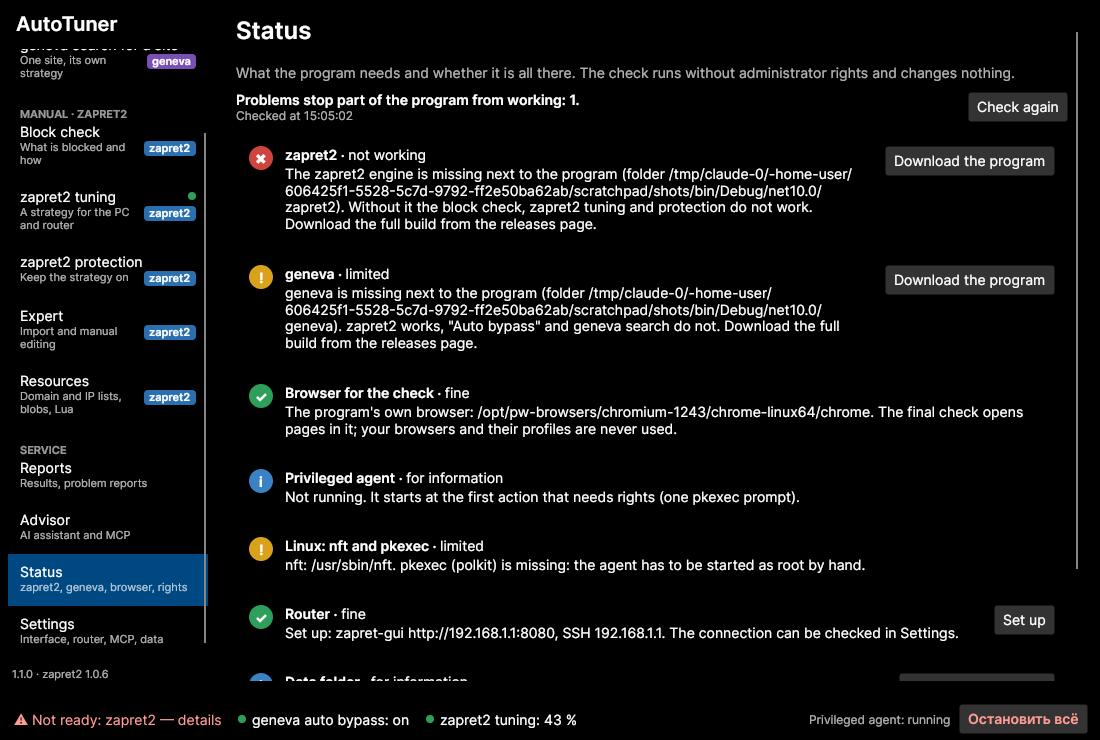 AutoTuner
One site, its own
strategy
geneva
MANUAL · ZAPRET2
Block check
What is blocked and
how
zapret2
zapret2 tuning
A strategy for the PC
and router
zapret2
zapret2 protection
Keep the strategy on
zapret2
Expert
Import and manual
editing
zapret2
Resources
Domain and IP lists,
blobs, Lua
zapret2
SERVICE
Reports
Results, problem reports
Advisor
AI assistant and MCP
Status
zapret2, geneva, browser, rights
Settings
Interface, router, MCP, data
1.1.0 · zapret2 1.0.6
Status
What the program needs and whether it is all there. The check runs without administrator rights and changes nothing.
Problems stop part of the program from working: 1.
Checked at 15:05:02
Check again
zapret2 · not working
The zapret2 engine is missing next to the program (folder /tmp/claude-0/-home-user/
606425f1-5528-5c7d-9792-ff2e50ba62ab/scratchpad/shots/bin/Debug/net10.0/
zapret2). Without it the block check, zapret2 tuning and protection do not work.
Download the full build from the releases page.
Download the program
geneva · limited
geneva is missing next to the program (folder /tmp/claude-0/-home-user/
606425f1-5528-5c7d-9792-ff2e50ba62ab/scratchpad/shots/bin/Debug/net10.0/
geneva). zapret2 works, "Auto bypass" and geneva search do not. Download the full
build from the releases page.
Download the program
Browser for the check · fine
The program's own browser: /opt/pw-browsers/chromium-1243/chrome-linux64/chrome. The final check opens
pages in it; your browsers and their profiles are never used.
Privileged agent · for information
Not running. It starts at the first action that needs rights (one pkexec prompt).
Linux: nft and pkexec · limited
nft: /usr/sbin/nft. pkexec (polkit) is missing: the agent has to be started as root by hand.
Router · fine
Set up: zapret-gui http://192.168.1.1:8080, SSH 192.168.1.1. The connection can be checked in Settings.
Set up
Data folder · for information
Not ready: zapret2 — details
geneva auto bypass: on
zapret2 tuning: 43 %
Privileged agent: running
Остановить всё